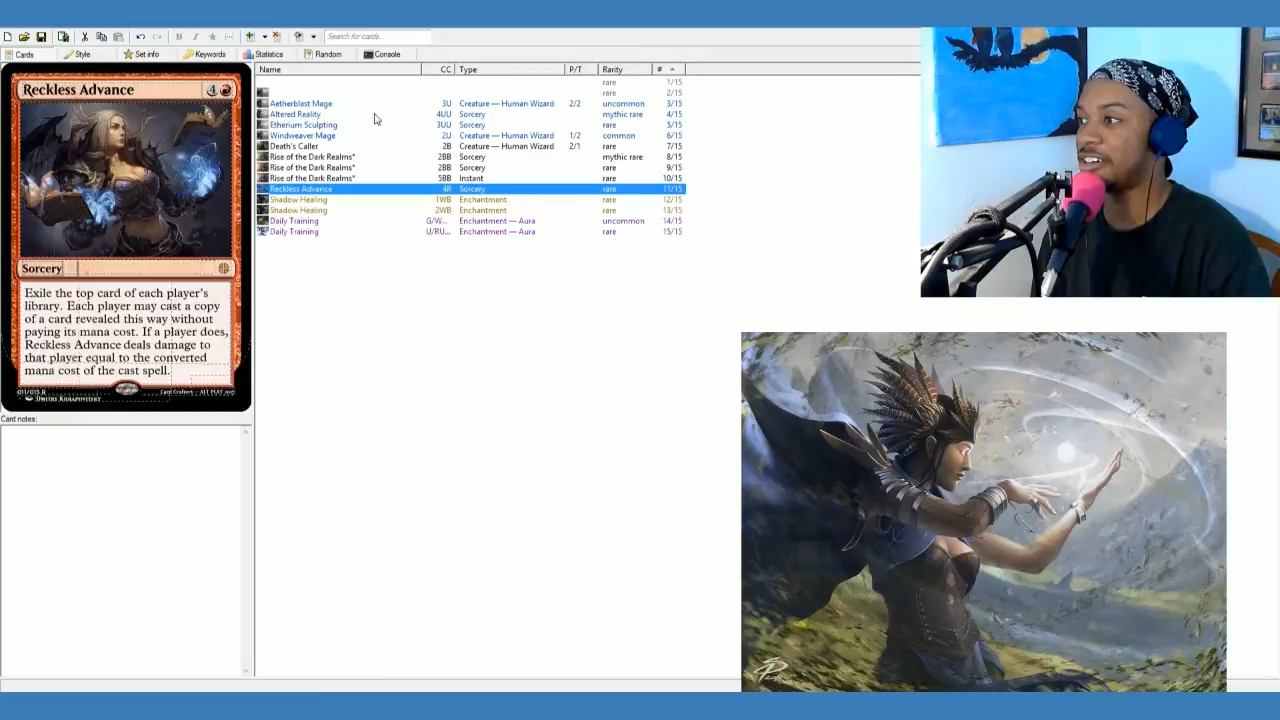 Search for cards.
Cards Style Set info Keywords Statistics Random Console
Reckless Advance 4
Sorcery
Exile the top card of each player's
library. Each player may cast a copy
of a card revealed this way without
paying its mana cost. If a player does,
Reckless Advance deals damage to
that player equal to the converted
mana cost of the cast spell.
011/015 R
Card notes:
Name CC Type P/T Rarity #
rare 1/15
rare 2/15
Aetherblast Mage 3U Creature — Human Wizard 2/2 uncommon 3/15
Altered Reality 4UU Sorcery mythic rare 4/15
Etherium Sculpting 3UU Sorcery rare 5/15
Windweaver Mage 2U Creature — Human Wizard 1/2 common 6/15
Death's Caller 2B Creature — Human Wizard 2/1 rare 7/15
Rise of the Dark Realms* 2BB Sorcery mythic rare 8/15
Rise of the Dark Realms* 2BB Sorcery rare 9/15
Rise of the Dark Realms* 5BB Instant rare 10/15
Reckless Advance 4R Sorcery rare 11/15
Shadow Healing 1WB Enchantment rare 12/15
Shadow Healing 2WB Enchantment rare 13/15
Daily Training G/W... Enchantment — Aura uncommon 14/15
Daily Training U/RU... Enchantment — Aura rare 15/15